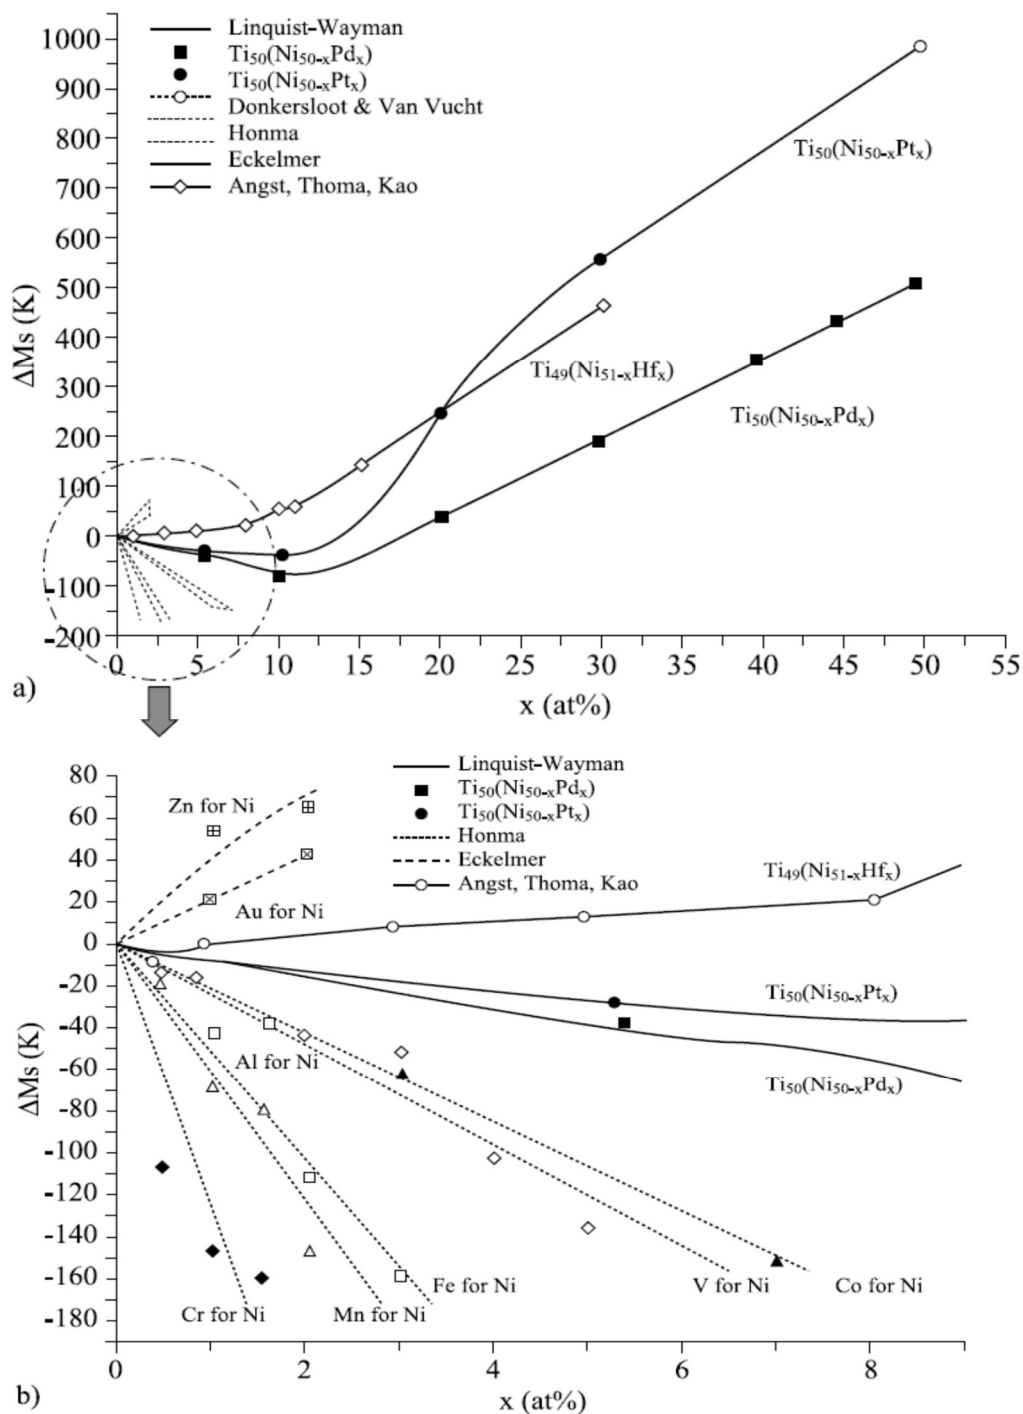 Linquist–Wayman
Ti50(Ni50-xPdx)
Ti50(Ni50-xPtx)
Donkersloot & Van Vucht
Honma
Eckelmer
Angst, Thoma, Kao
1000
900
800
700
600
500
400
300
200
100
0
-100
-200
ΔMs (K)
Ti50(Ni50-xPtx)
Ti49(Ni51-xHfx)
Ti50(Ni50-xPdx)
0 5 10 15 20 25 30 35 40 45 50 55
x (at%)
a)
Linquist–Wayman
Ti50(Ni50-xPdx)
Ti50(Ni50-xPtx)
Honma
Eckelmer
Angst, Thoma, Kao
80
60
40
20
0
-20
-40
-60
-80
-100
-120
-140
-160
-180
ΔMs (K)
Zn for Ni
Au for Ni
Ti49(Ni51-xHfx)
Ti50(Ni50-xPtx)
Al for Ni
Ti50(Ni50-xPdx)
Cr for Ni
Mn for Ni
Fe for Ni
V for Ni
Co for Ni
0 2 4 6 8
x (at%)
b)